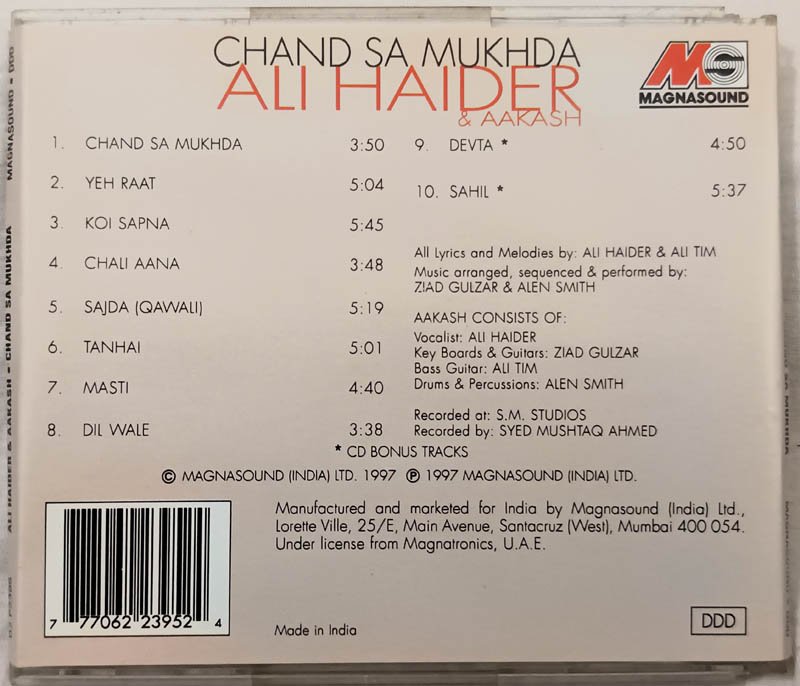 CHAND SA MUKHDA
ALI HAIDER
& AAKASH
MG
MAGNASOUND
1. CHAND SA MUKHDA 3:50
2. YEH RAAT 5:04
3. KOI SAPNA 5:45
4. CHALI AANA 3:48
5. SAJDA (QAWALI) 5:19
6. TANHAI 5:01
7. MASTI 4:40
8. DIL WALE 3:38
9. DEVTA * 4:50
10. SAHIL * 5:37
All Lyrics and Melodies by: ALI HAIDER & ALI TIM
Music arranged, sequenced & performed by:
ZIAD GULZAR & ALEN SMITH
AAKASH CONSISTS OF:
Vocalist: ALI HAIDER
Key Boards & Guitars: ZIAD GULZAR
Bass Guitar: ALI TIM
Drums & Percussions: ALEN SMITH
Recorded at: S.M. STUDIOS
Recorded by: SYED MUSHTAQ AHMED
* CD BONUS TRACKS
© MAGNASOUND (INDIA) LTD. 1997 ℗ 1997 MAGNASOUND (INDIA) LTD.
Manufactured and marketed for India by Magnasound (India) Ltd.,
Lorette Ville, 25/E, Main Avenue, Santacruz (West), Mumbai 400 054.
Under license from Magnatronics, U.A.E.
7 77062 23952 4
Made in India
DDD
ALI HAIDER & AAKASH - CHAND SA MUKHDA
MAGNASOUND - DDD